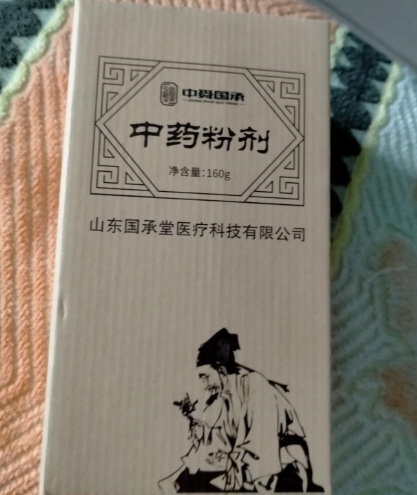 中医国承
中药粉剂
净含量:160g
山东国承堂医疗科技有限公司